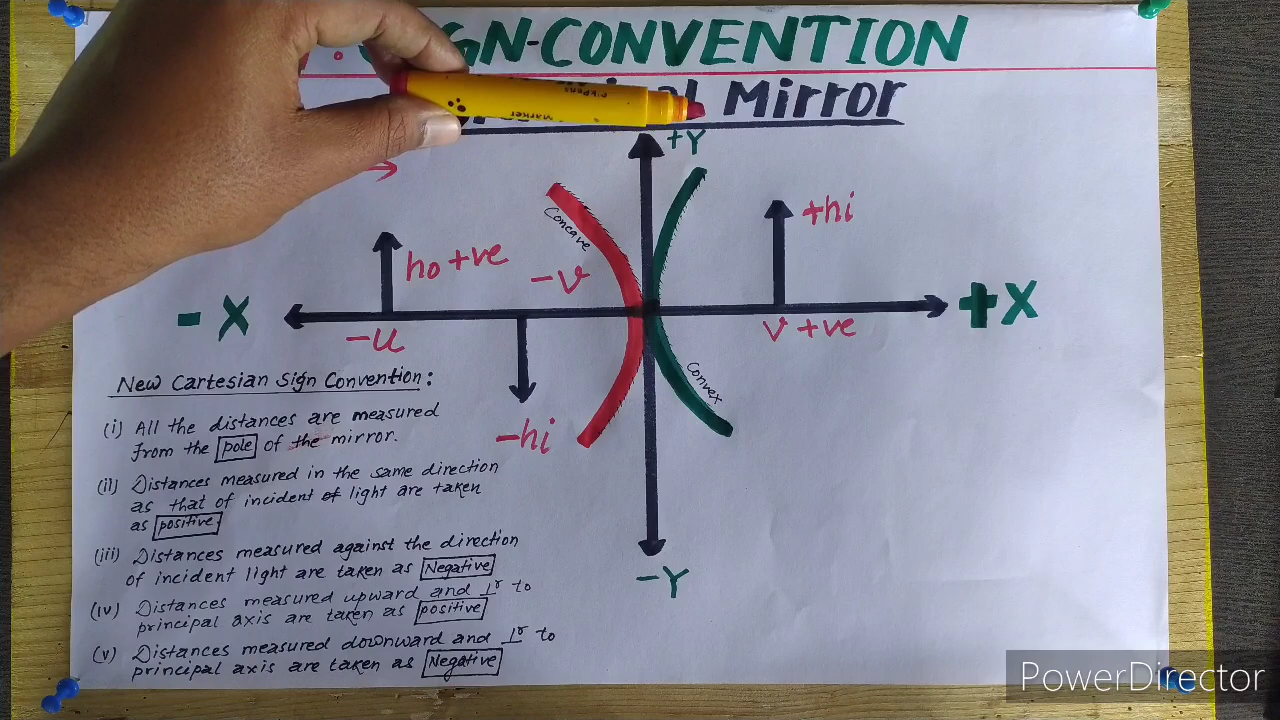 SIGN-CONVENTION
Mirror
+Y
Concave
+hi
ho +ve
-v
-X
+X
-u
v +ve
Convex
-hi
-Y
New Cartesian Sign Convention:
(i) All the distances are measured
from the pole of the mirror.
(ii) Distances measured in the same direction
as that of incident of light are taken
as positive
(iii) Distances measured against the direction
of incident light are taken as Negative
(iv) Distances measured upward and ⊥r to
principal axis are taken as positive
(v) Distances measured downward and ⊥r to
principal axis are taken as Negative
PowerDirector